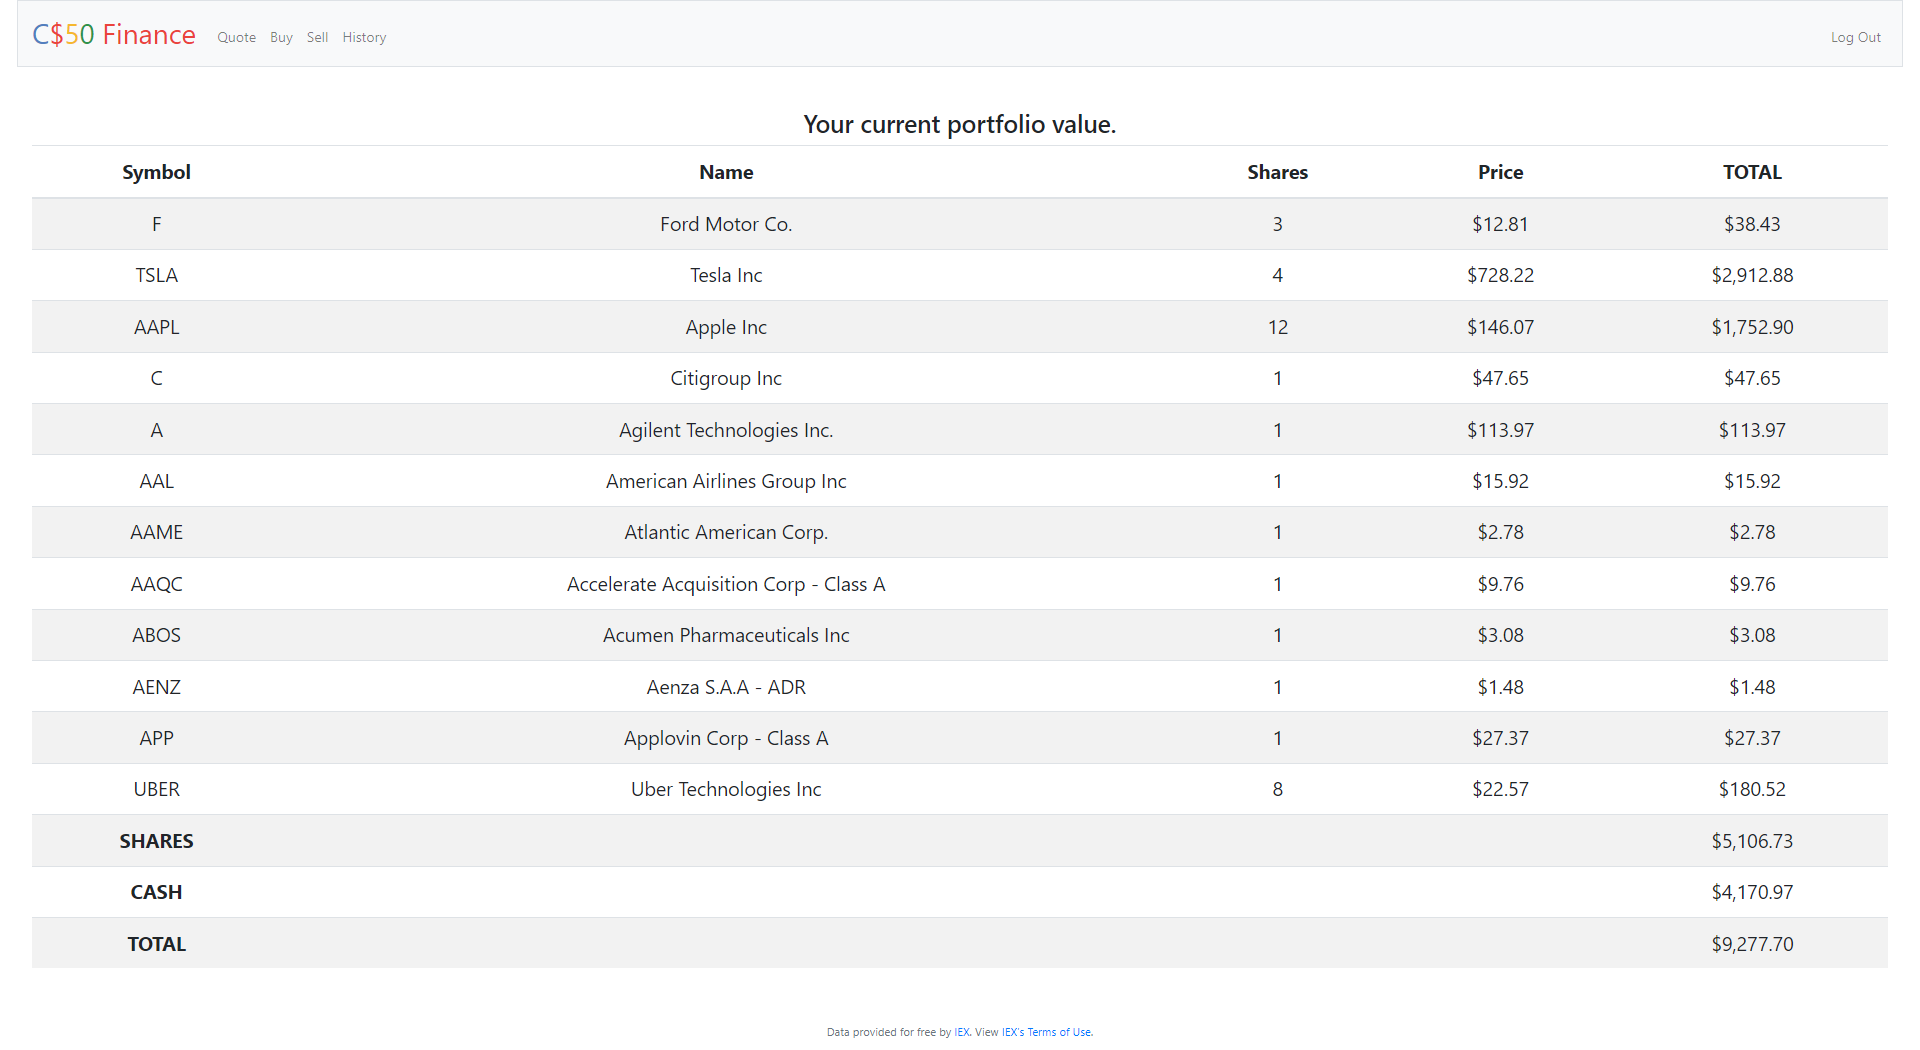 C$50 Finance Quote Buy Sell History Log Out
Your current portfolio value.
Symbol Name Shares Price TOTAL
F Ford Motor Co. 3 $12.81 $38.43
TSLA Tesla Inc 4 $728.22 $2,912.88
AAPL Apple Inc 12 $146.07 $1,752.90
C Citigroup Inc 1 $47.65 $47.65
A Agilent Technologies Inc. 1 $113.97 $113.97
AAL American Airlines Group Inc 1 $15.92 $15.92
AAME Atlantic American Corp. 1 $2.78 $2.78
AAQC Accelerate Acquisition Corp - Class A 1 $9.76 $9.76
ABOS Acumen Pharmaceuticals Inc 1 $3.08 $3.08
AENZ Aenza S.A.A - ADR 1 $1.48 $1.48
APP Applovin Corp - Class A 1 $27.37 $27.37
UBER Uber Technologies Inc 8 $22.57 $180.52
SHARES $5,106.73
CASH $4,170.97
TOTAL $9,277.70
Data provided for free by IEX. View IEX's Terms of Use.